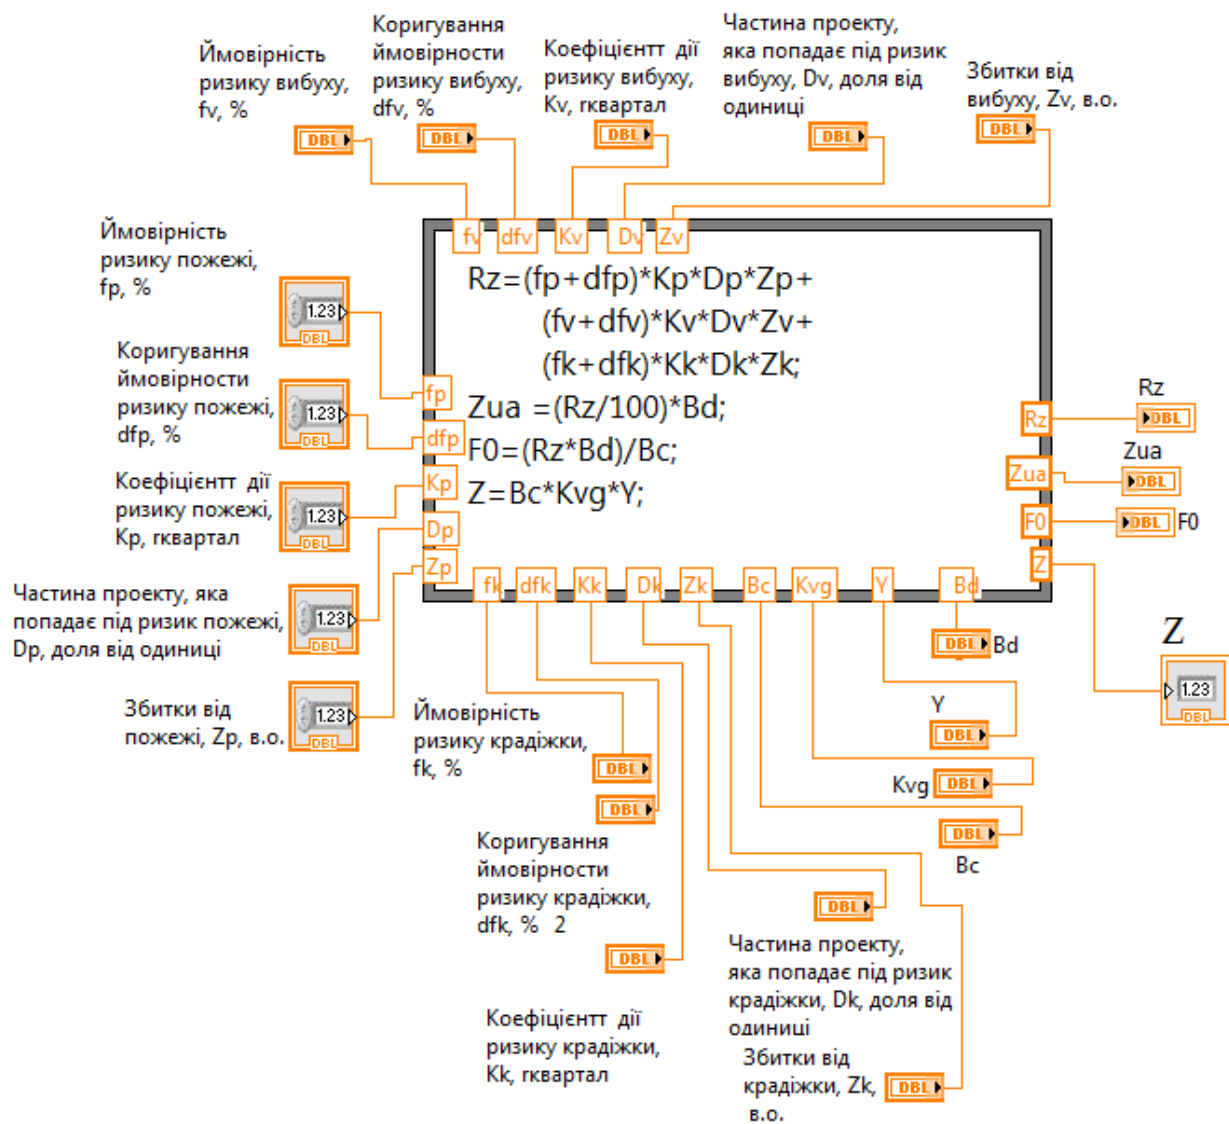 Ймовірність
ризику вибуху,
fv, %
DBL
Коригування
ймовірности
ризику вибуху,
dfv, %
DBL
Коефіцієнтт дії
ризику вибуху,
Kv, гквартал
DBL
Частина проекту,
яка попадає під ризик
вибуху, Dv, доля від
одиниці
DBL
Збитки від
вибуху, Zv, в.о.
DBL
Ймовірність
ризику пожежі,
fp, %
1.23
DBL
Коригування
ймовірности
ризику пожежі,
dfp, %
1.23
DBL
Коефіцієнтт дії
ризику пожежі,
Kp, гквартал
1.23
DBL
Частина проекту, яка
попадає під ризик пожежі,
Dp, доля від одиниці
1.23
DBL
Збитки від
пожежі, Zp, в.о.
1.23
DBL
fv dfv Kv Dv Zv
fp
dfp
Kp
Dp
Zp
Rz=(fp+dfp)*Kp*Dp*Zp+
(fv+dfv)*Kv*Dv*Zv+
(fk+dfk)*Kk*Dk*Zk;
Zua =(Rz/100)*Bd;
F0=(Rz*Bd)/Bc;
Z=Bc*Kvg*Y;
Rz
Zua
F0
Z
fk dfk Kk Dk Zk Bc Kvg Y Bd
Rz
DBL
Zua
DBL
DBL F0
Z
1.23
DBL
DBL Bd
Y
DBL
Kvg DBL
DBL
Bc
Ймовірність
ризику крадіжки,
fk, %
DBL
DBL
Коригування
ймовірности
ризику крадіжки,
dfk, % 2
DBL
Коефіцієнтт дії
ризику крадіжки,
Kk, гквартал
DBL
Частина проекту,
яка попадає під ризик
крадіжки, Dk, доля від
одиниці
Збитки від
крадіжки, Zk,
в.о.
DBL